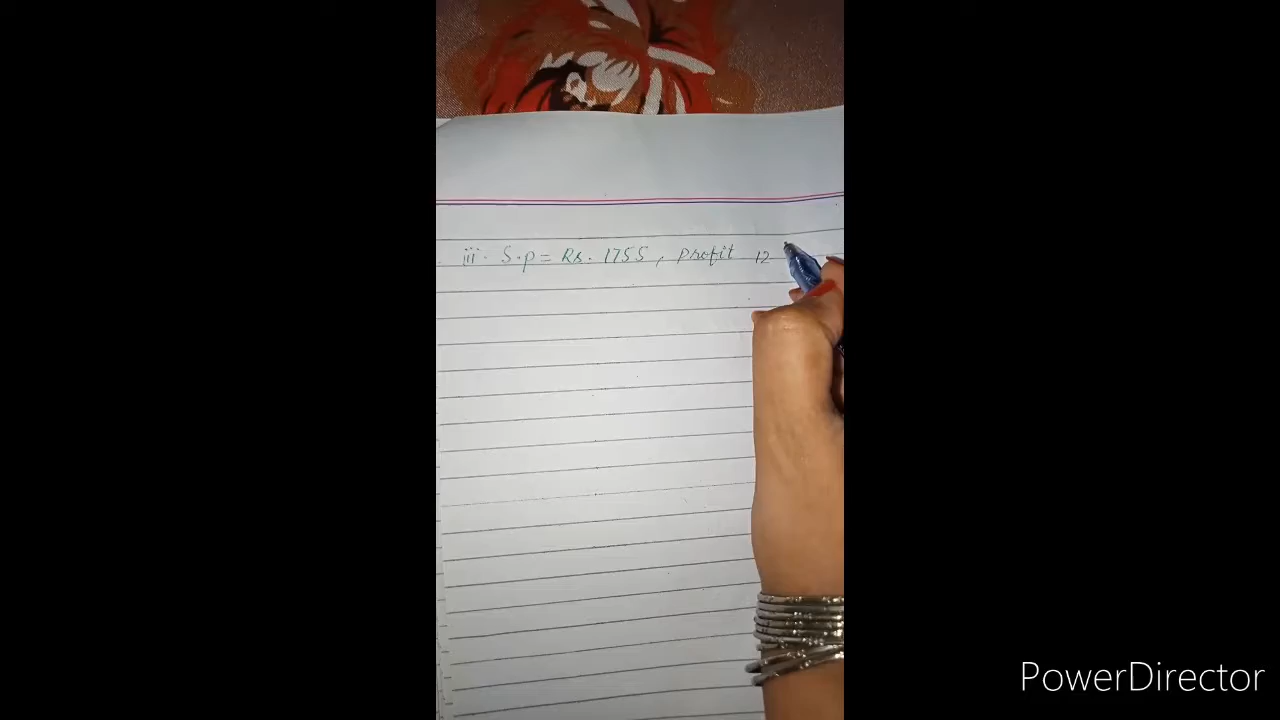 iii. S.p = Rs. 1755, profit 12
PowerDirector